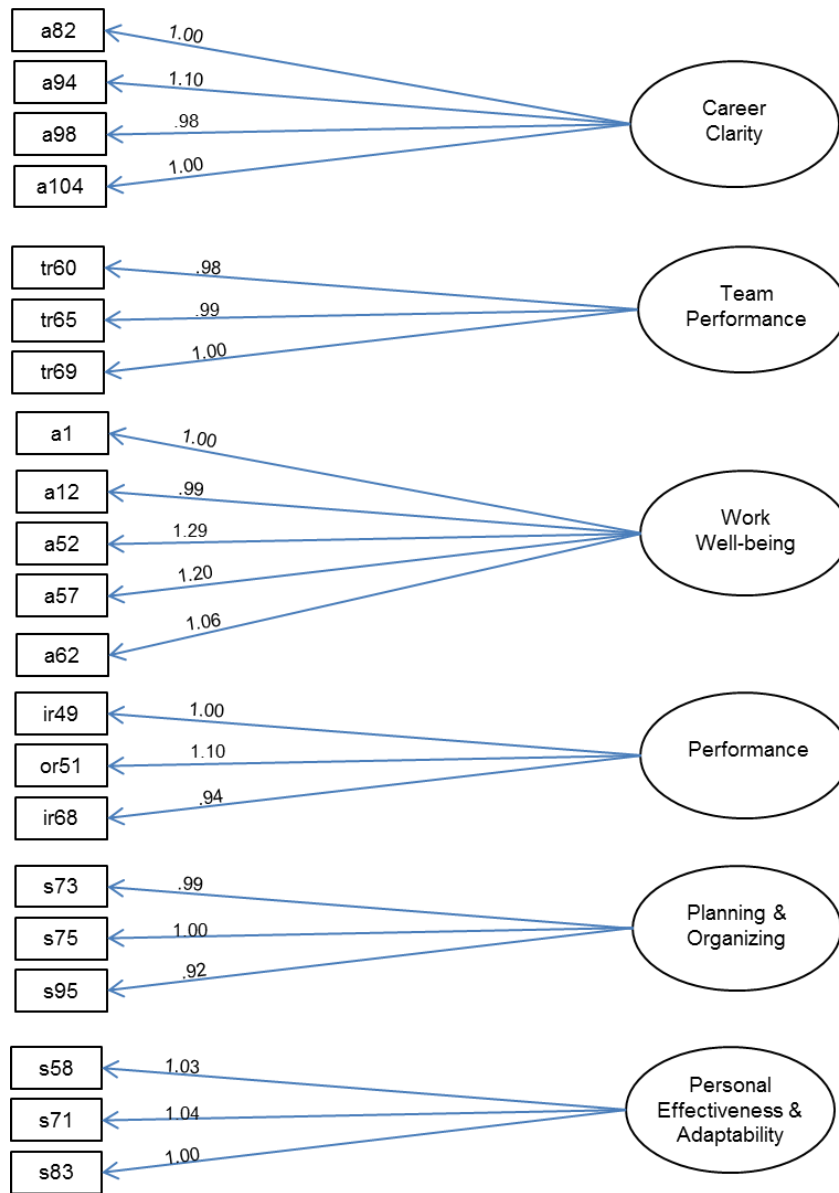 a82
1.00
a94
1.10
a98
.98
a104
1.00
Career
Clarity
tr60
.98
tr65
.99
tr69
1.00
Team
Performance
a1
1.00
a12
.99
a52
1.29
a57
1.20
a62
1.06
Work
Well-being
ir49
1.00
or51
1.10
ir68
.94
Performance
s73
.99
s75
1.00
s95
.92
Planning &
Organizing
s58
1.03
s71
1.04
s83
1.00
Personal
Effectiveness &
Adaptability